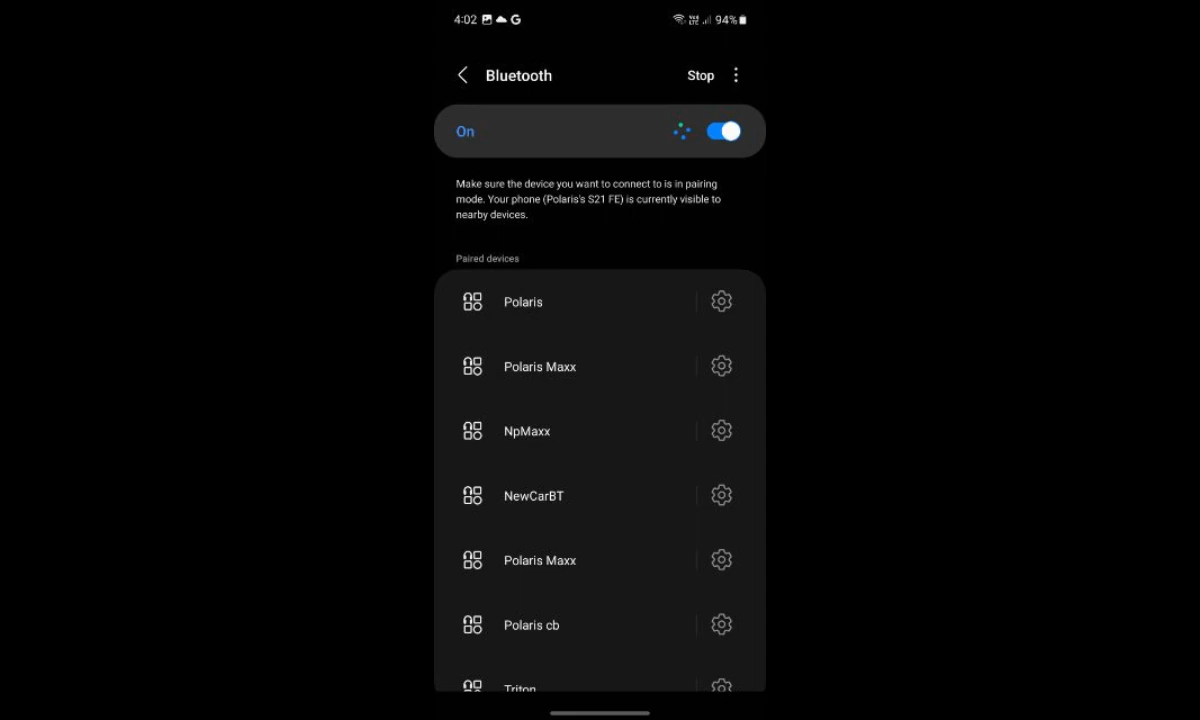 4:02 G VoI LTE 94%
Bluetooth Stop
On
Make sure the device you want to connect to is in pairing
mode. Your phone (Polaris's S21 FE) is currently visible to
nearby devices.
Paired devices
Polaris
Polaris Maxx
NpMaxx
NewCarBT
Polaris Maxx
Polaris cb
Triton